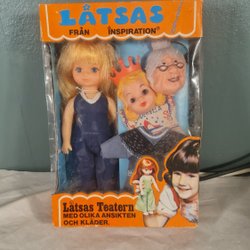 LÅTSAS
FRÅN INSPIRATION
Låtsas Teatern
MED OLIKA ANSIKTEN
OCH KLÄDER.